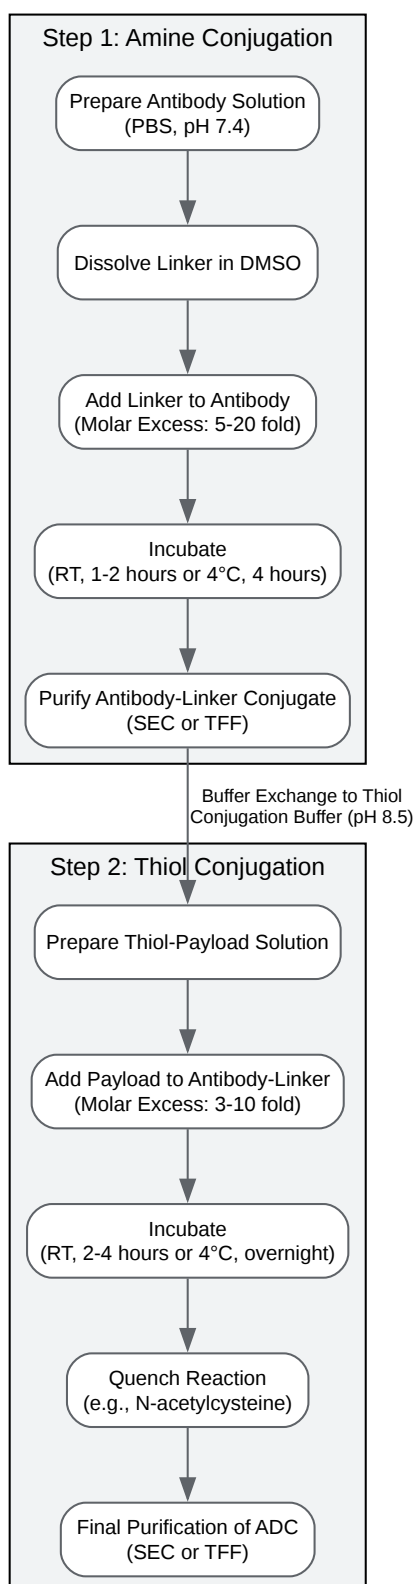 Step 1: Amine Conjugation
Prepare Antibody Solution
(PBS, pH 7.4)
Dissolve Linker in DMSO
Add Linker to Antibody
(Molar Excess: 5-20 fold)
Incubate
(RT, 1-2 hours or 4°C, 4 hours)
Purify Antibody-Linker Conjugate
(SEC or TFF)
Buffer Exchange to Thiol
Conjugation Buffer (pH 8.5)
Step 2: Thiol Conjugation
Prepare Thiol-Payload Solution
Add Payload to Antibody-Linker
(Molar Excess: 3-10 fold)
Incubate
(RT, 2-4 hours or 4°C, overnight)
Quench Reaction
(e.g., N-acetylcysteine)
Final Purification of ADC
(SEC or TFF)